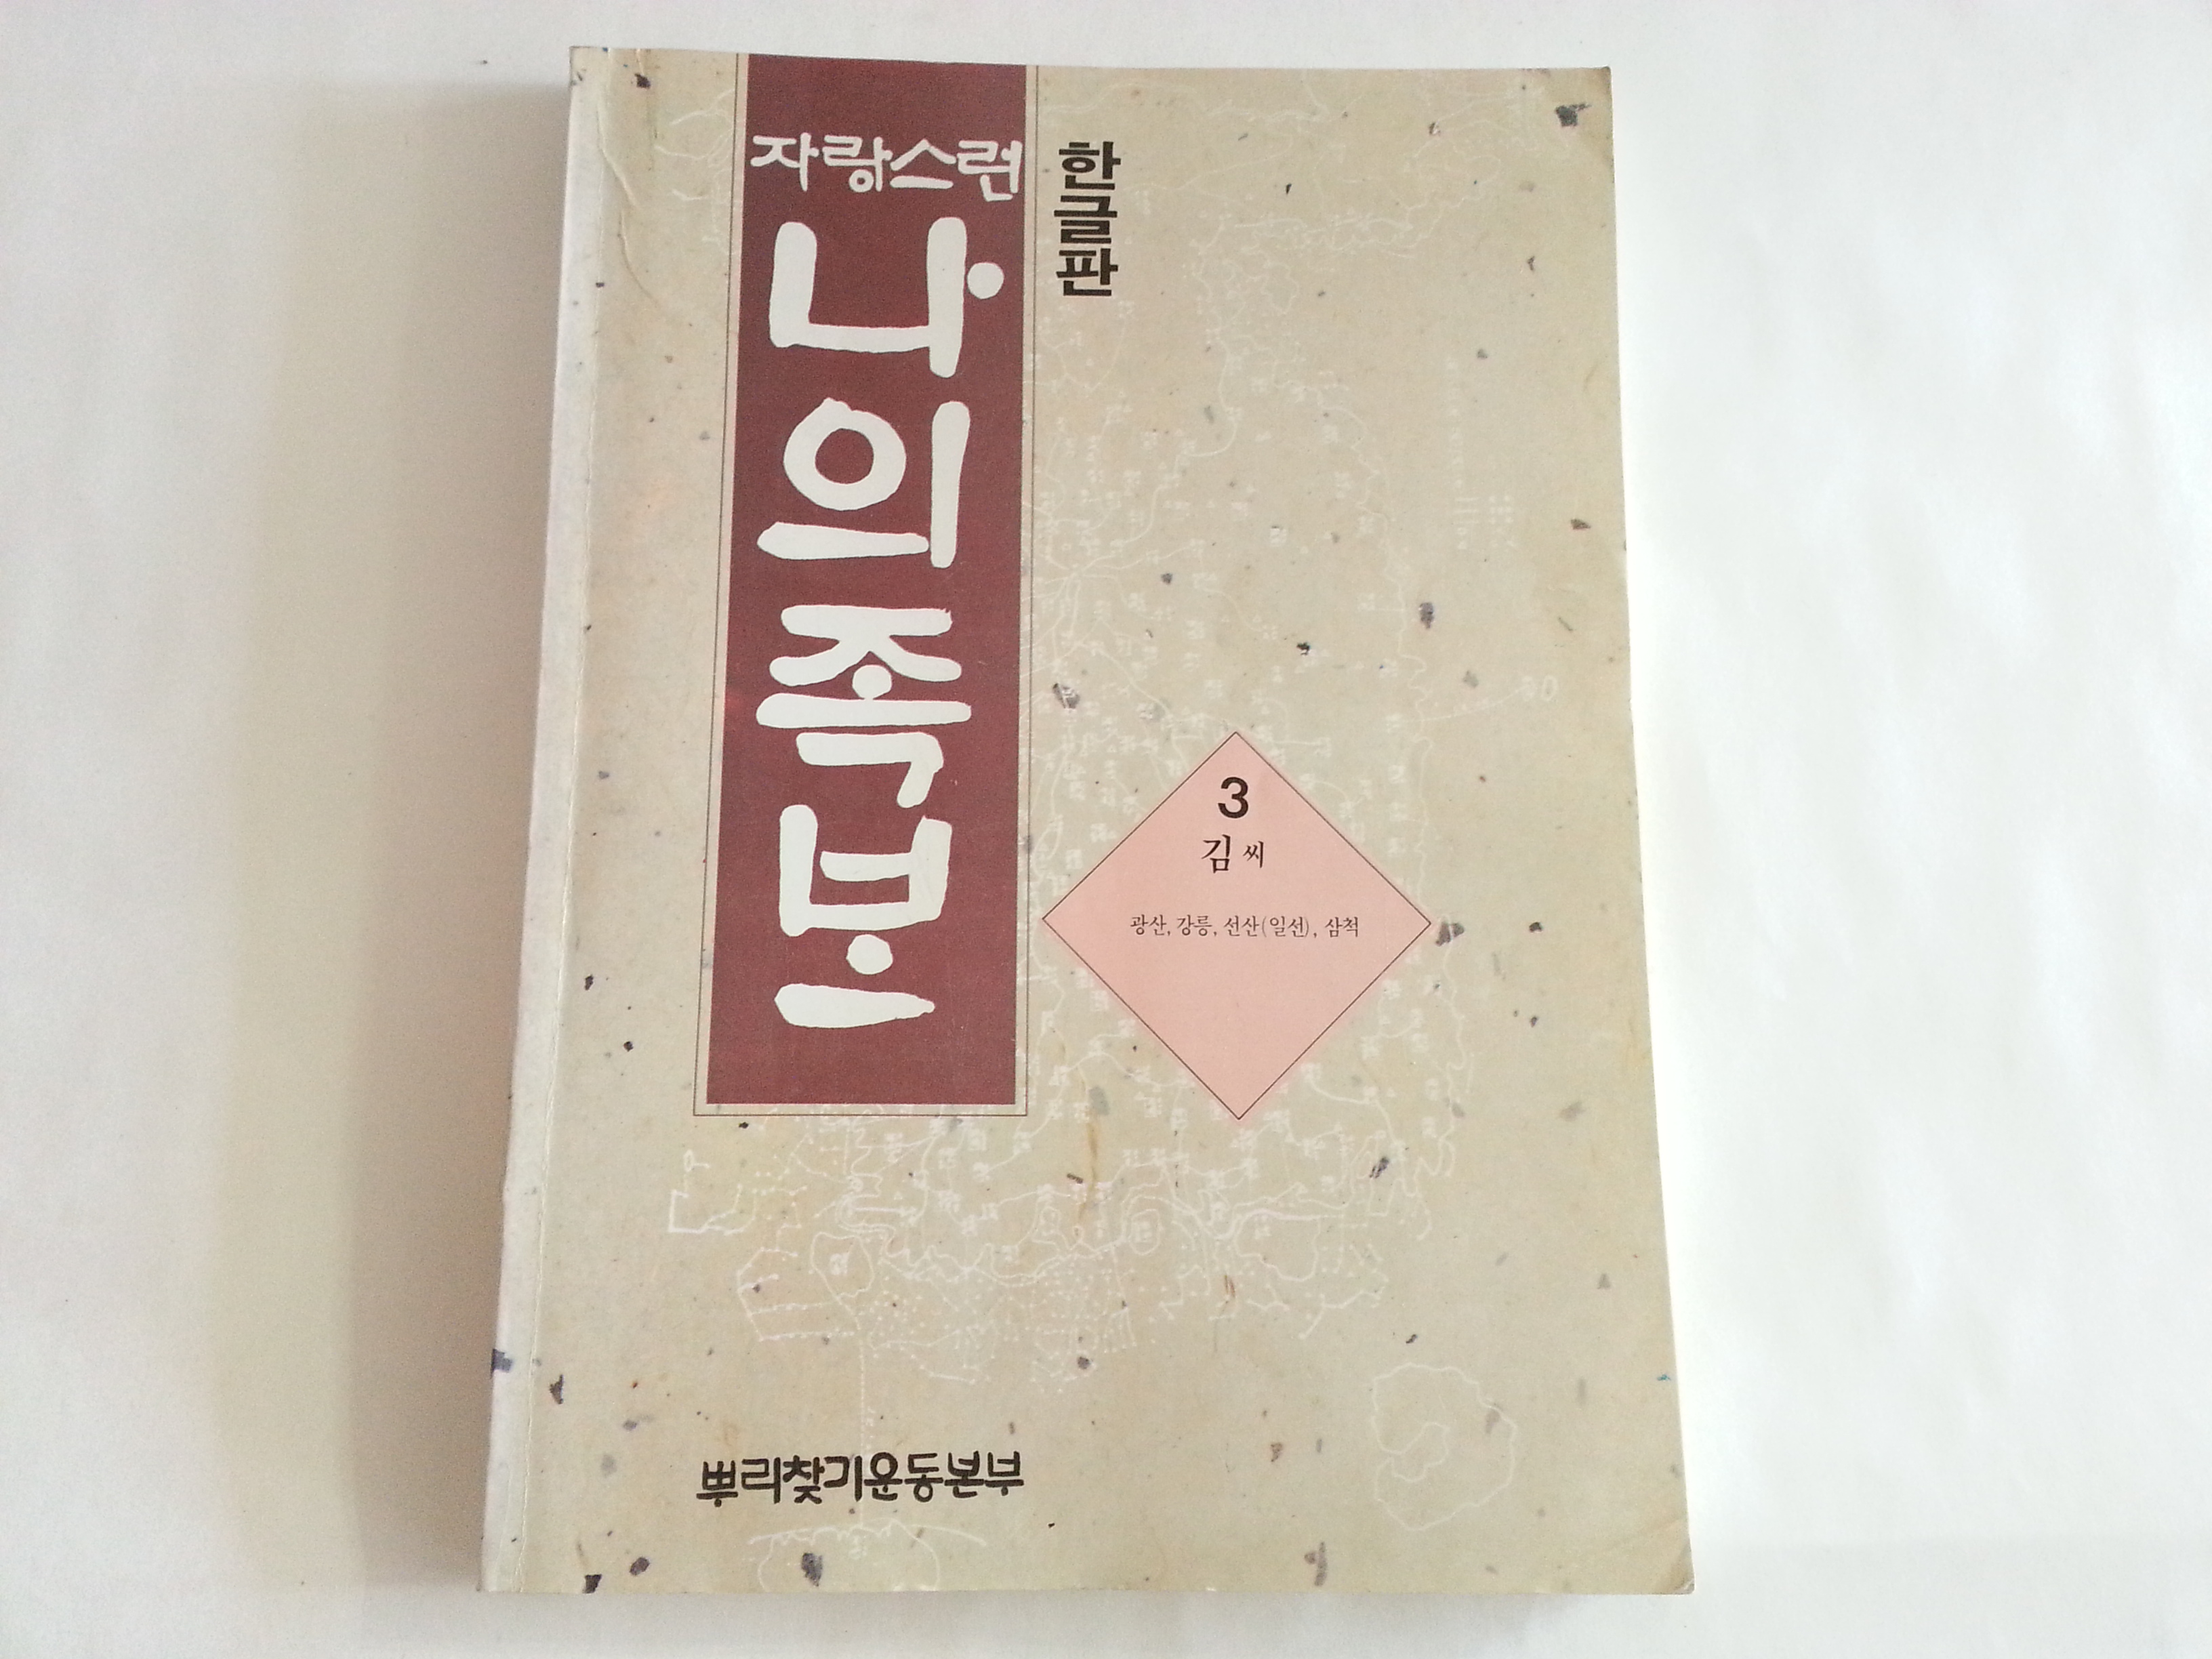 자랑스런
나의 족보
한글판
3
김씨
광산, 강릉, 선산(일선), 삼척
뿌리찾기운동본부